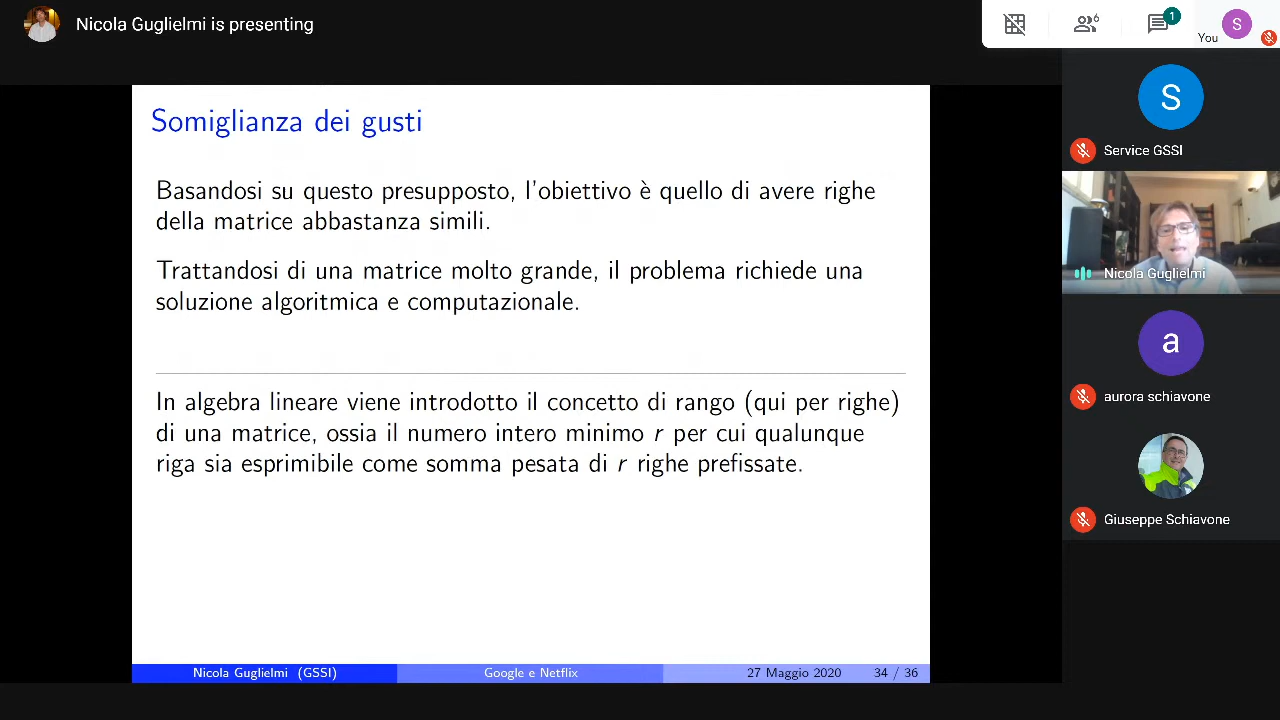 Nicola Guglielmi is presenting
6
1
You
S
Somiglianza dei gusti
Basandosi su questo presupposto, l'obiettivo è quello di avere righe
della matrice abbastanza simili.
Trattandosi di una matrice molto grande, il problema richiede una
soluzione algoritmica e computazionale.
In algebra lineare viene introdotto il concetto di rango (qui per righe)
di una matrice, ossia il numero intero minimo r per cui qualunque
riga sia esprimibile come somma pesata di r righe prefissate.
Nicola Guglielmi (GSSI) Google e Netflix 27 Maggio 2020 34 / 36
S
Service GSSI
Nicola Guglielmi
a
aurora schiavone
Giuseppe Schiavone